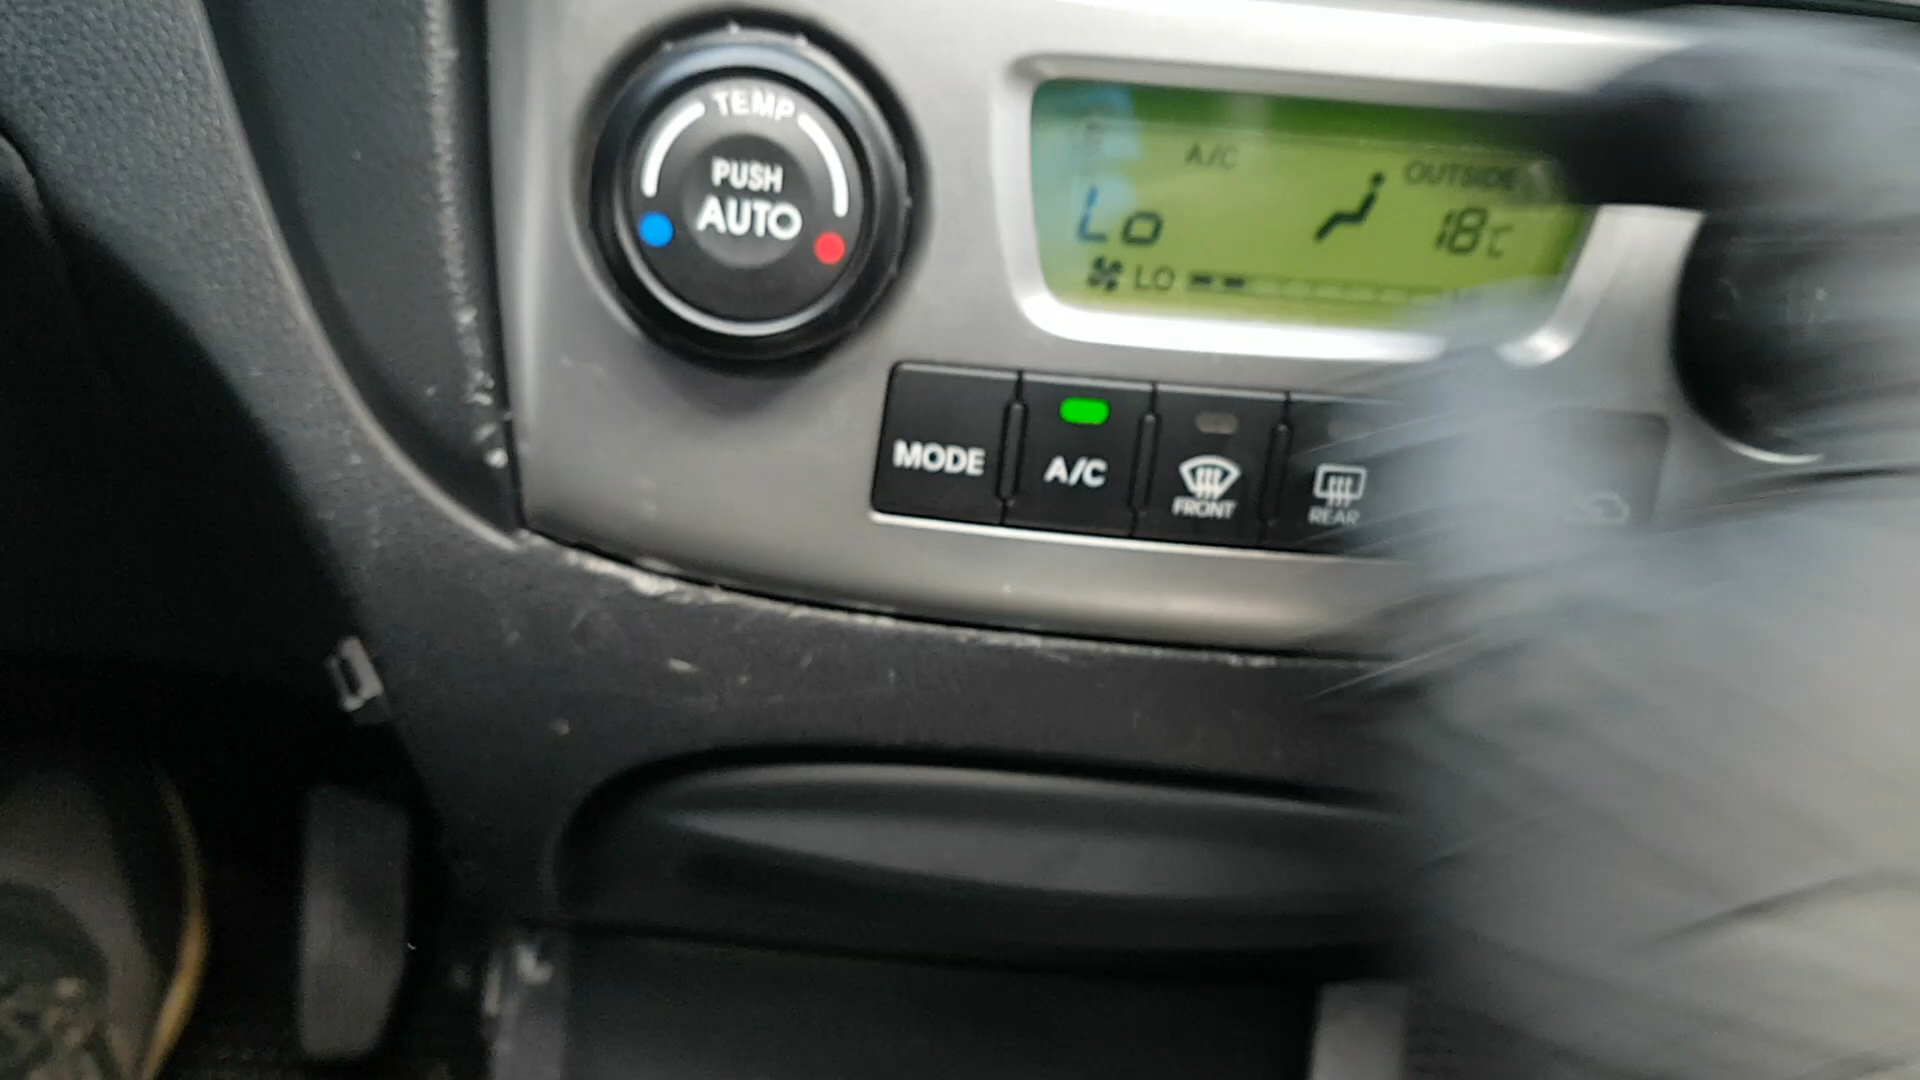 TEMP
PUSH
AUTO
A/C
OUTSIDE
Lo
18°C
LO
MODE
A/C
FRONT
REAR